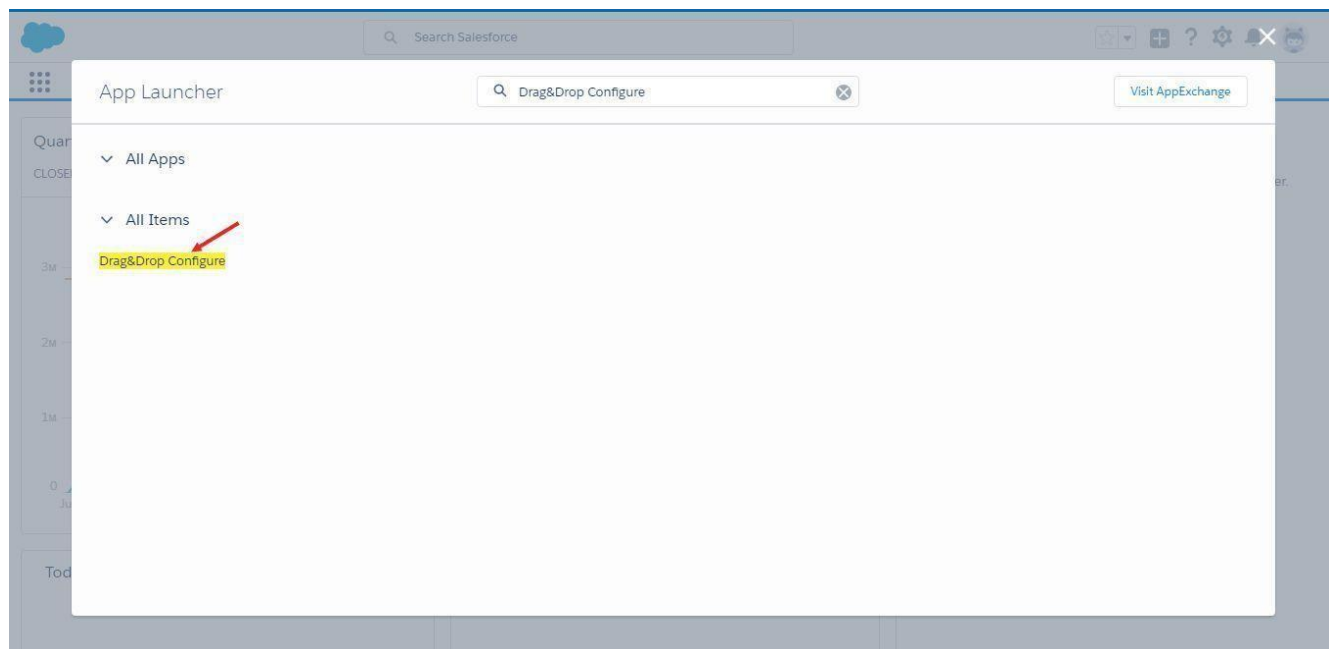 Search Salesforce
App Launcher
Drag&Drop Configure
Visit AppExchange
Quar
CLOSE
All Apps
er.
All Items
Drag&Drop Configure
3M
2M
1M
0
Ju
Tod